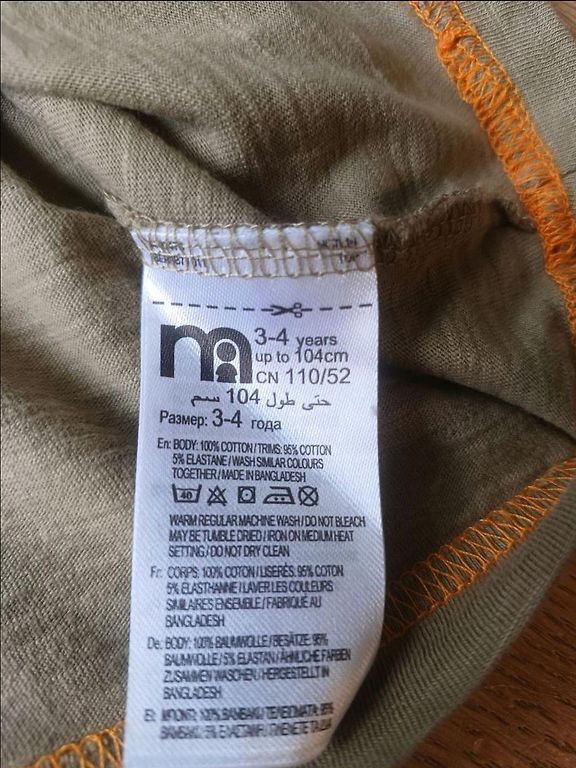 3-4 years
up to 104cm
CN 110/52
حتى طول 104 سم
Размер: 3-4 года
En: BODY: 100% COTTON / TRIMS: 95% COTTON
5% ELASTANE / WASH SIMILAR COLOURS
TOGETHER / MADE IN BANGLADESH
40
WARM REGULAR MACHINE WASH / DO NOT BLEACH
MAY BE TUMBLE DRIED / IRON ON MEDIUM HEAT
SETTING / DO NOT DRY CLEAN
Fr: CORPS: 100% COTON / LISERÉS: 95% COTON
5% ELASTHANNE / LAVER LES COULEURS
SIMILAIRES ENSEMBLE / FABRIQUÉ AU
BANGLADESH
De: BODY: 100% BAUMWOLLE / BESÄTZE: 95%
BAUMWOLLE / 5% ELASTAN / ÄHNLICHE FARBEN
ZUSAMMEN WASCHEN / HERGESTELLT IN
BANGLADESH